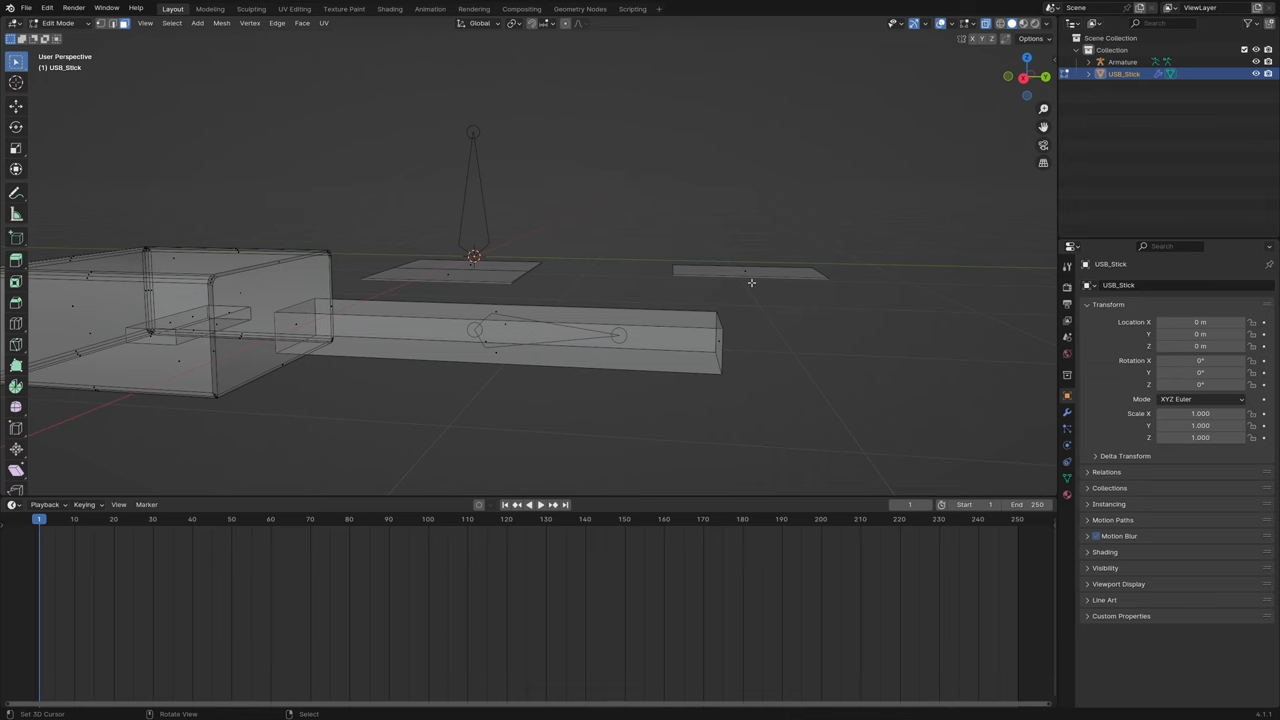 File Edit Render Window Help Layout Modeling Sculpting UV Editing Texture Paint Shading Animation Rendering Compositing Geometry Nodes Scripting Scene ViewLayer
Edit Mode View Select Add Mesh Vertex Edge Face UV Global
X Y Z Options
User Perspective
(1) USB_Stick
Z
Y
X
Scene Collection
Collection
Armature
USB_Stick
USB_Stick
USB_Stick
Transform
Location X 0 m
Y 0 m
Z 0 m
Rotation X 0°
Y 0°
Z 0°
Mode XYZ Euler
Scale X 1.000
Y 1.000
Z 1.000
Delta Transform
Relations
Collections
Instancing
Motion Paths
Motion Blur
Shading
Visibility
Viewport Display
Line Art
Custom Properties
Playback Keying View Marker 1 Start 1 End 250
1 10 20 30 40 50 60 70 80 90 100 110 120 130 140 150 160 170 180 190 200 210 220 230 240 250
Set 3D Cursor Rotate View Select 4.1.1